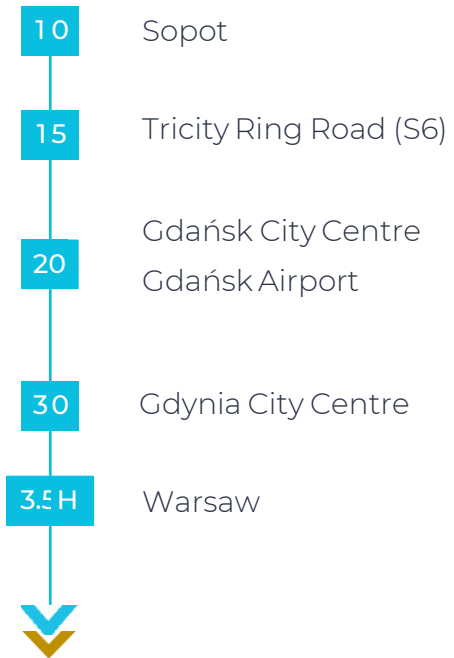 10 Sopot
15 Tricity Ring Road (S6)
Gdańsk City Centre
20
Gdańsk Airport
30 Gdynia City Centre
3.5H Warsaw